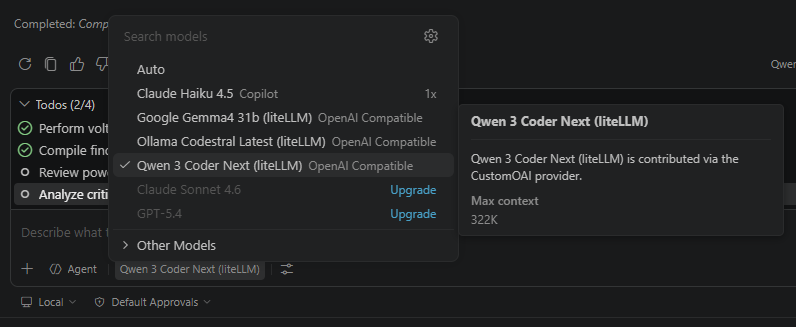 Completed: Comp
Search models
Auto
Claude Haiku 4.5 Copilot 1x
Google Gemma4 31b (liteLLM) OpenAI Compatible
Ollama Codestral Latest (liteLLM) OpenAI Compatible
Qwen 3 Coder Next (liteLLM) OpenAI Compatible
Claude Sonnet 4.6 Upgrade
GPT-5.4 Upgrade
Other Models
Qwen
Todos (2/4)
Perform volt
Compile find
Review powe
Analyze criti
Qwen 3 Coder Next (liteLLM)
Qwen 3 Coder Next (liteLLM) is contributed via the
CustomOAI provider.
Max context
322K
Describe what t
Agent Qwen 3 Coder Next (liteLLM)
Local Default Approvals